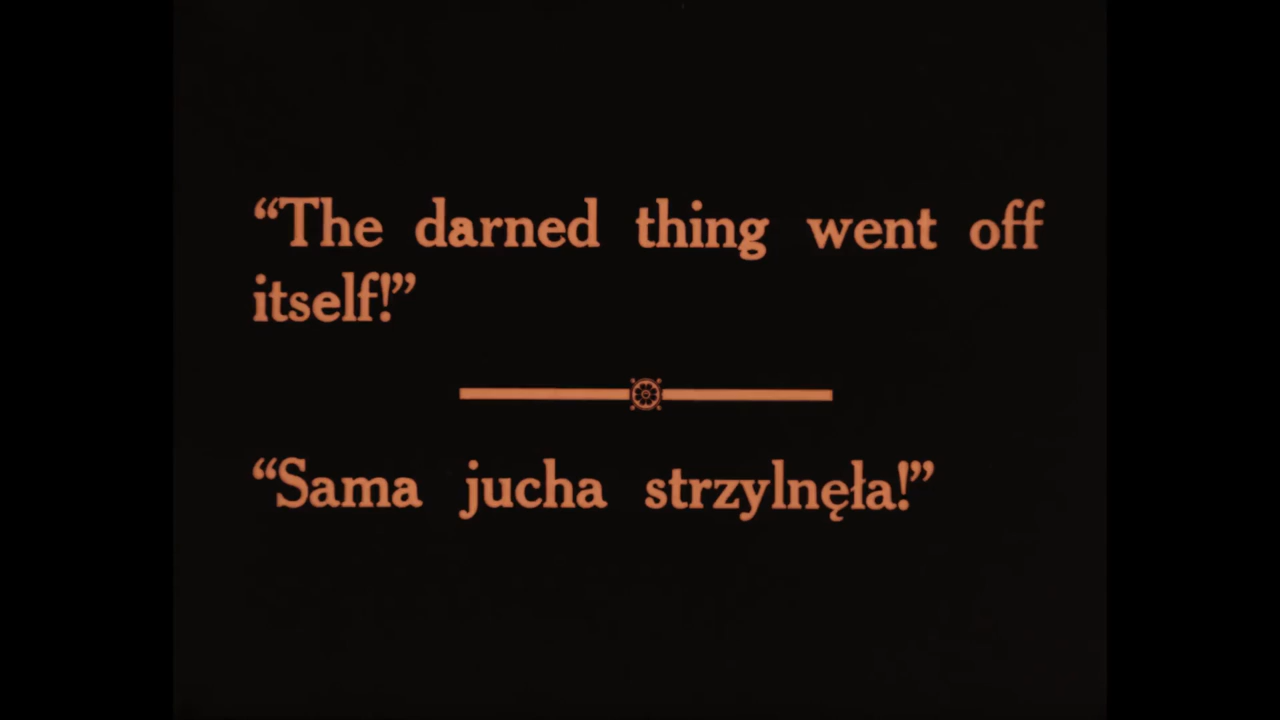 “The darned thing went off
itself!”
“Sama jucha strzylnęła!”